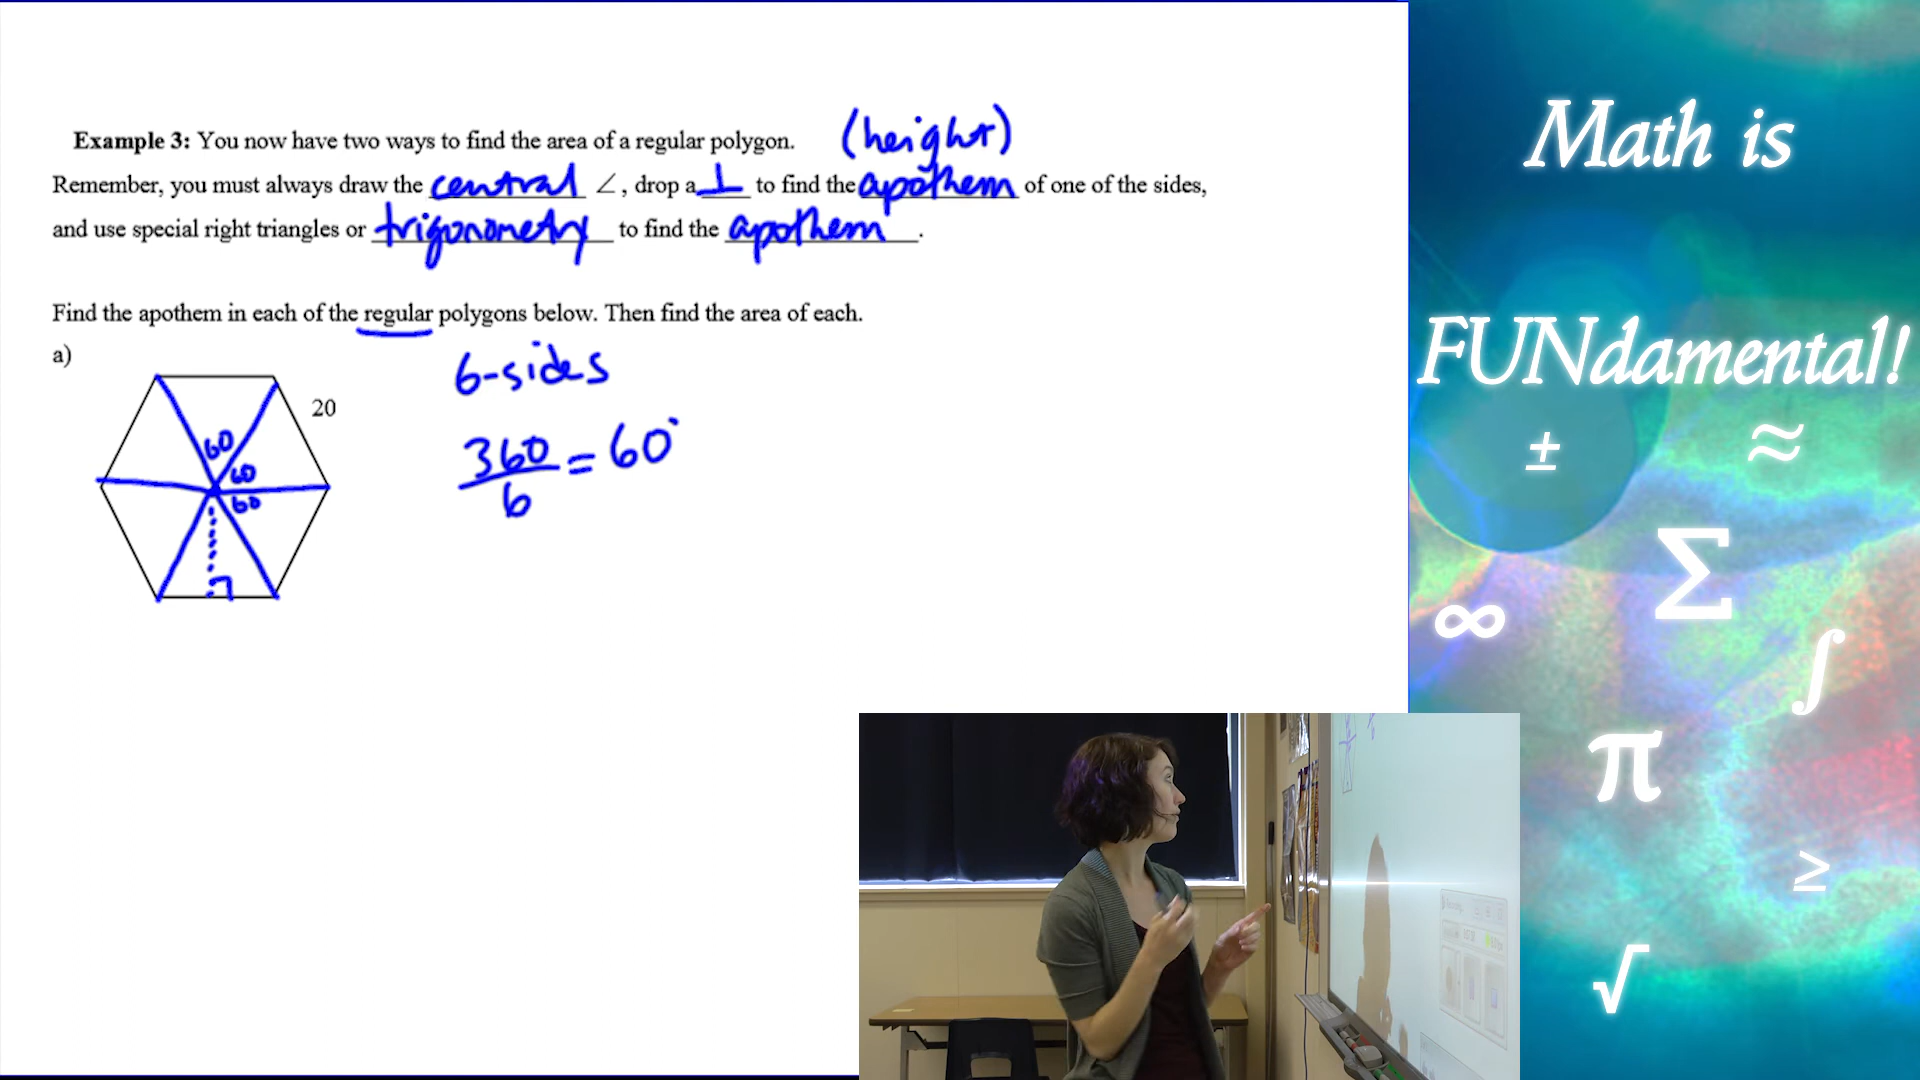 Example 3: You now have two ways to find the area of a regular polygon. (height)
Remember, you must always draw the central ∠, drop a ⊥ to find the apothem of one of the sides,
and use special right triangles or trigonometry to find the apothem.
Find the apothem in each of the regular polygons below. Then find the area of each.
a)
6-sides
20
360/6 = 60°
60
60
60
Math is
FUNdamental!
± ≈
Σ
∞
∫
π
≥
√